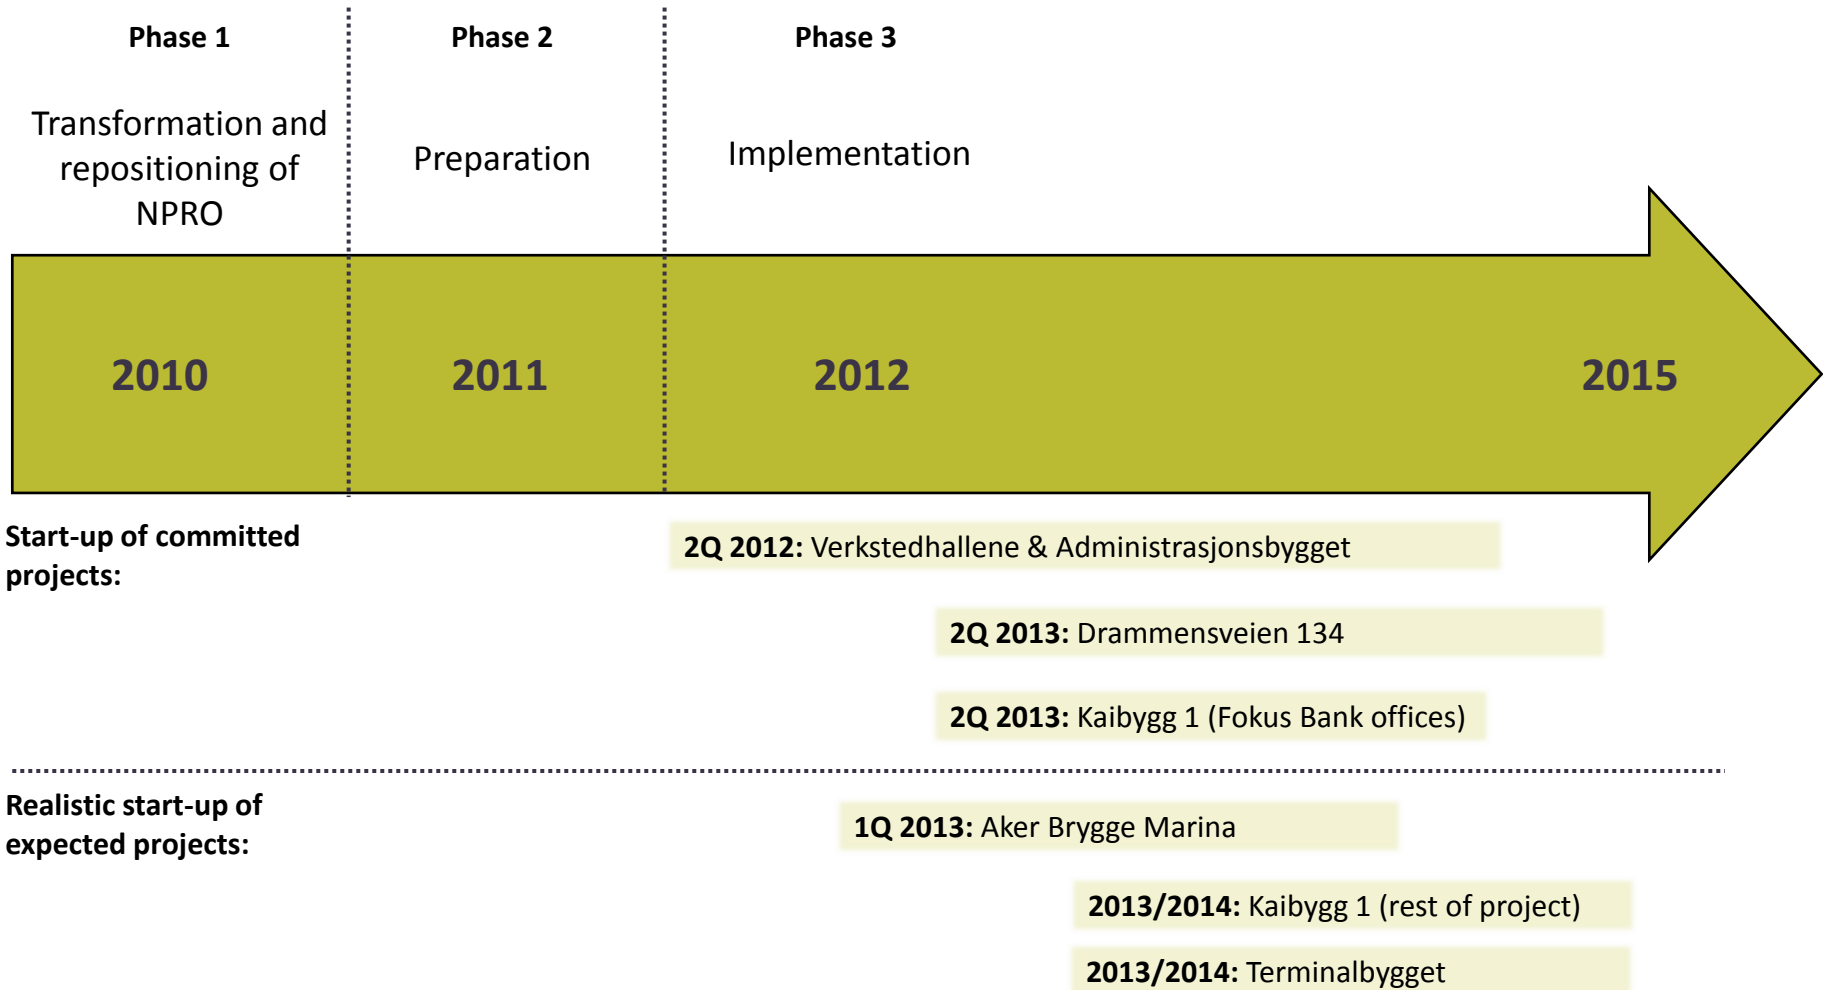 Phase 1
Phase 2
Phase 3
Transformation and
repositioning of
NPRO
Preparation
Implementation
2010
2011
2012
2015
Start-up of committed
projects:
2Q 2012: Verkstedhallene & Administrasjonsbygget
2Q 2013: Drammensveien 134
2Q 2013: Kaibygg 1 (Fokus Bank offices)
Realistic start-up of
expected projects:
1Q 2013: Aker Brygge Marina
2013/2014: Kaibygg 1 (rest of project)
2013/2014: Terminalbygget